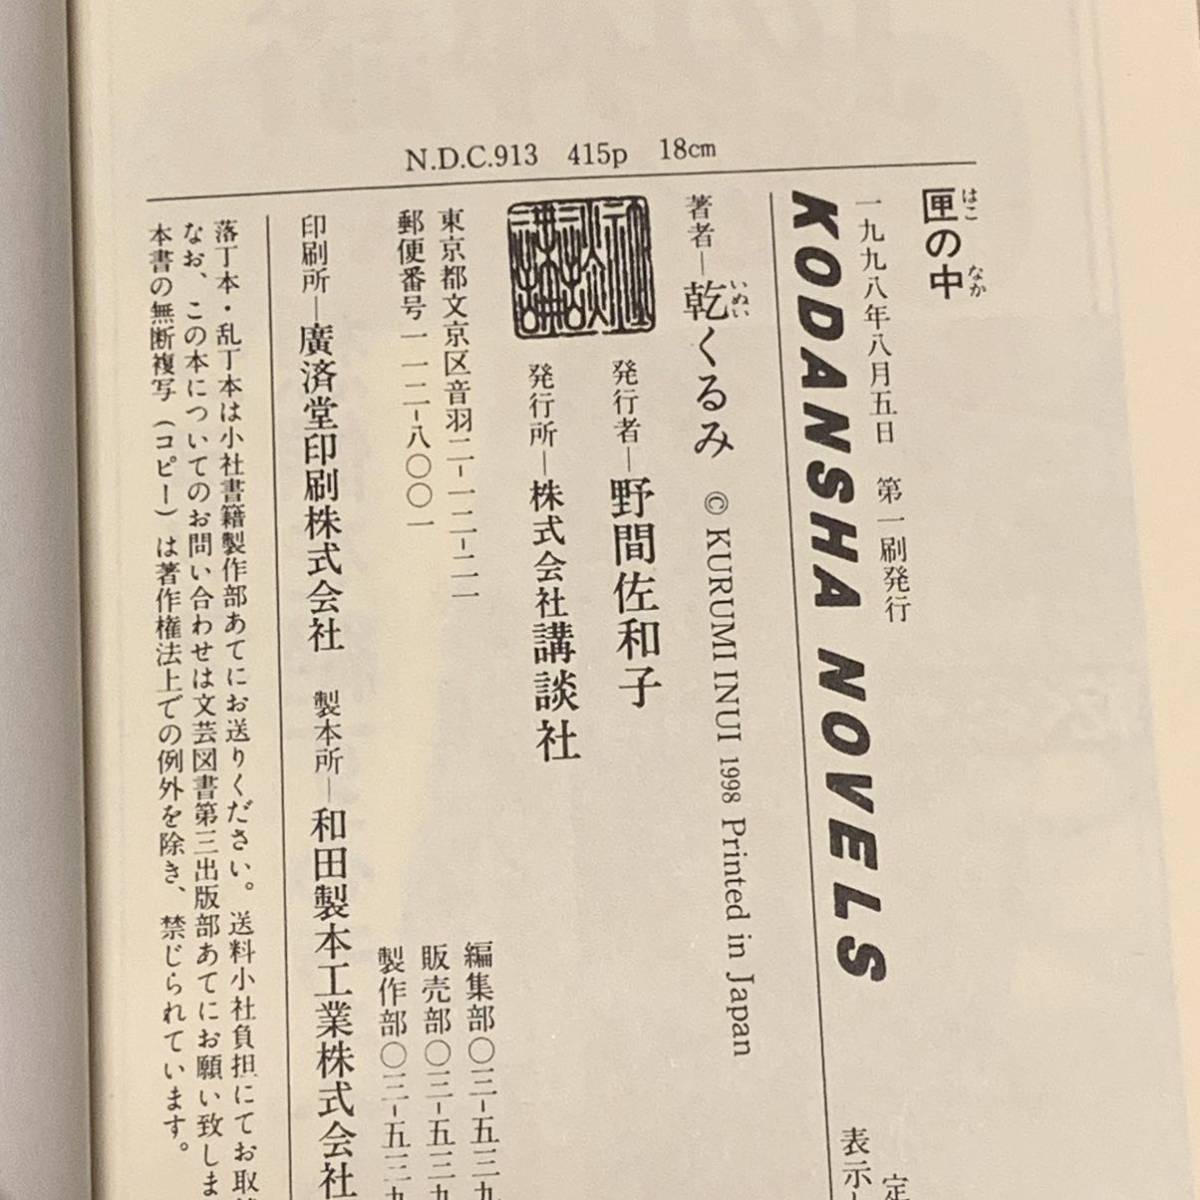 N.D.C.913 415p 18cm
匣の中
はこ なか
一九九八年八月五日 第一刷発行
KODANSHA NOVELS
表示
定
著者―乾くるみ © KURUMI INUI 1998 Printed in Japan
いぬい
発行者―野間佐和子
発行所―株式会社講談社
東京都文京区音羽二-一二-二一
郵便番号一一二-八〇〇一
編集部〇三-五三九
販売部〇三-五三九
製作部〇三-五三九
印刷所―廣済堂印刷株式会社 製本所―和田製本工業株式会社
落丁本・乱丁本は小社書籍製作部あてにお送りください。送料小社負担にてお取替
なお、この本についてのお問い合わせは文芸図書第三出版部あてにお願い致しま
本書の無断複写(コピー)は著作権法上での例外を除き、禁じられています。